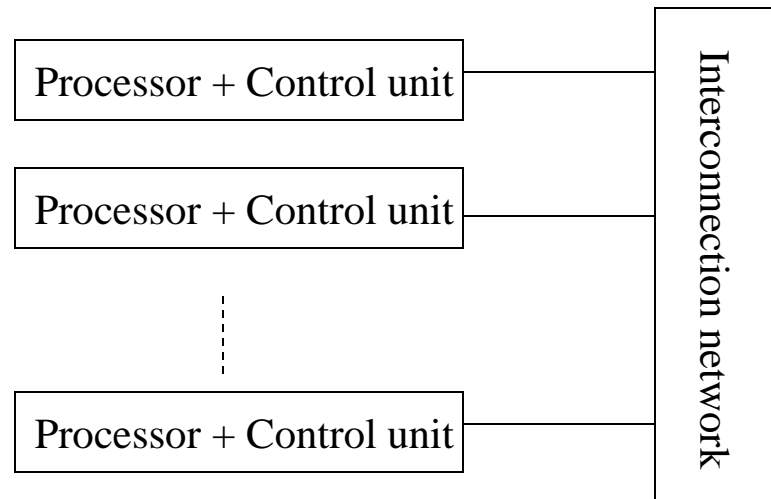 Processor + Control unit
Processor + Control unit
Processor + Control unit
Interconnection network